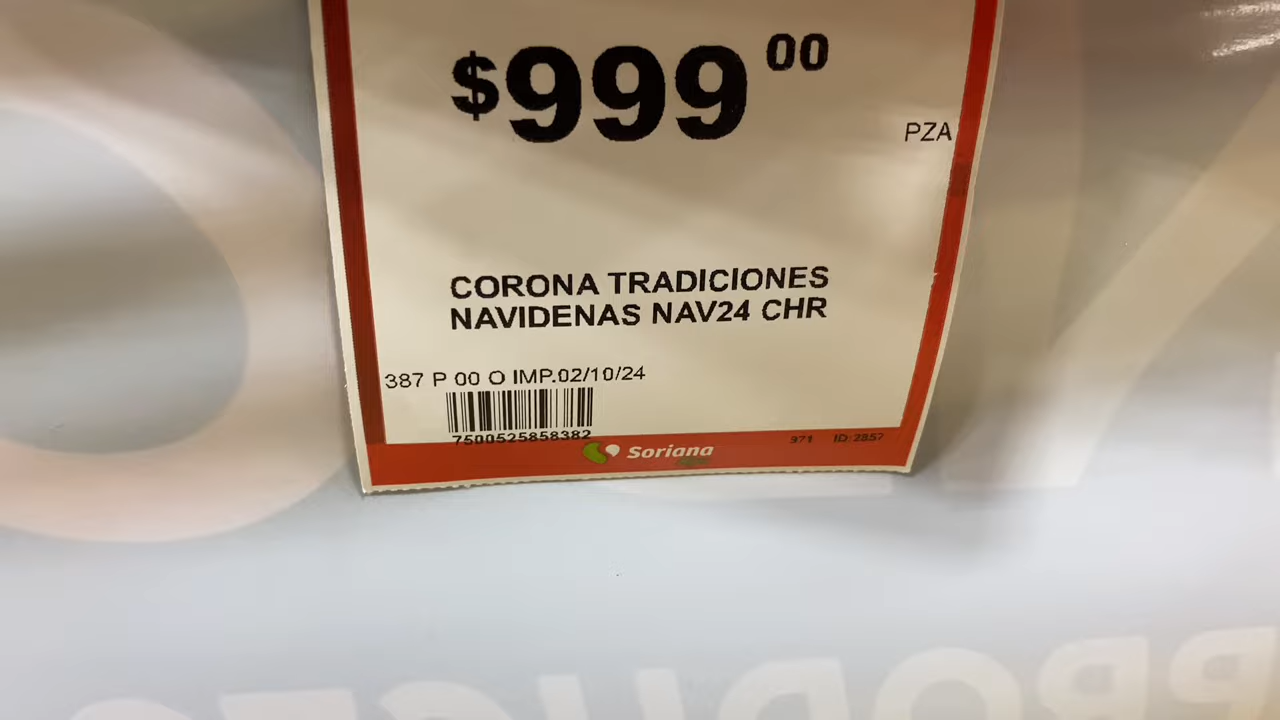 $999 00
PZA
CORONA TRADICIONES
NAVIDENAS NAV24 CHR
387 P 00 O IMP.02/10/24
7500525858382
Soriana
971 ID:2857